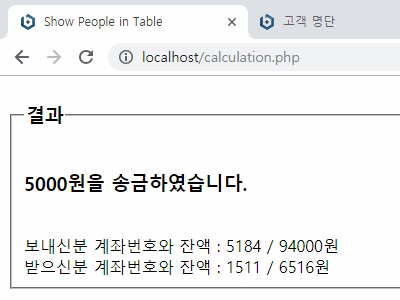 Show People in Table
고객 명단
localhost/calculation.php
결과
5000원을 송금하였습니다.
보내신분 계좌번호와 잔액 : 5184 / 94000원
받으신분 계좌번호와 잔액 : 1511 / 6516원